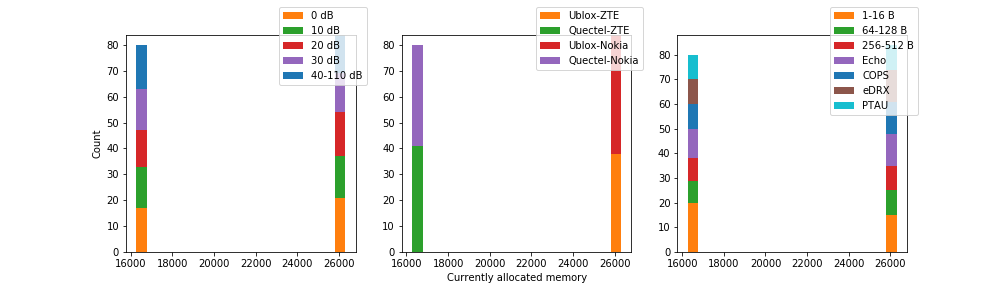 0 dB
10 dB
20 dB
30 dB
40-110 dB
Ublox-ZTE
Quectel-ZTE
Ublox-Nokia
Quectel-Nokia
1-16 B
64-128 B
256-512 B
Echo
COPS
eDRX
PTAU
Count
80
70
60
50
40
30
20
10
0
16000 18000 20000 22000 24000 26000
80
70
60
50
40
30
20
10
0
16000 18000 20000 22000 24000 26000
Currently allocated memory
80
70
60
50
40
30
20
10
0
16000 18000 20000 22000 24000 26000